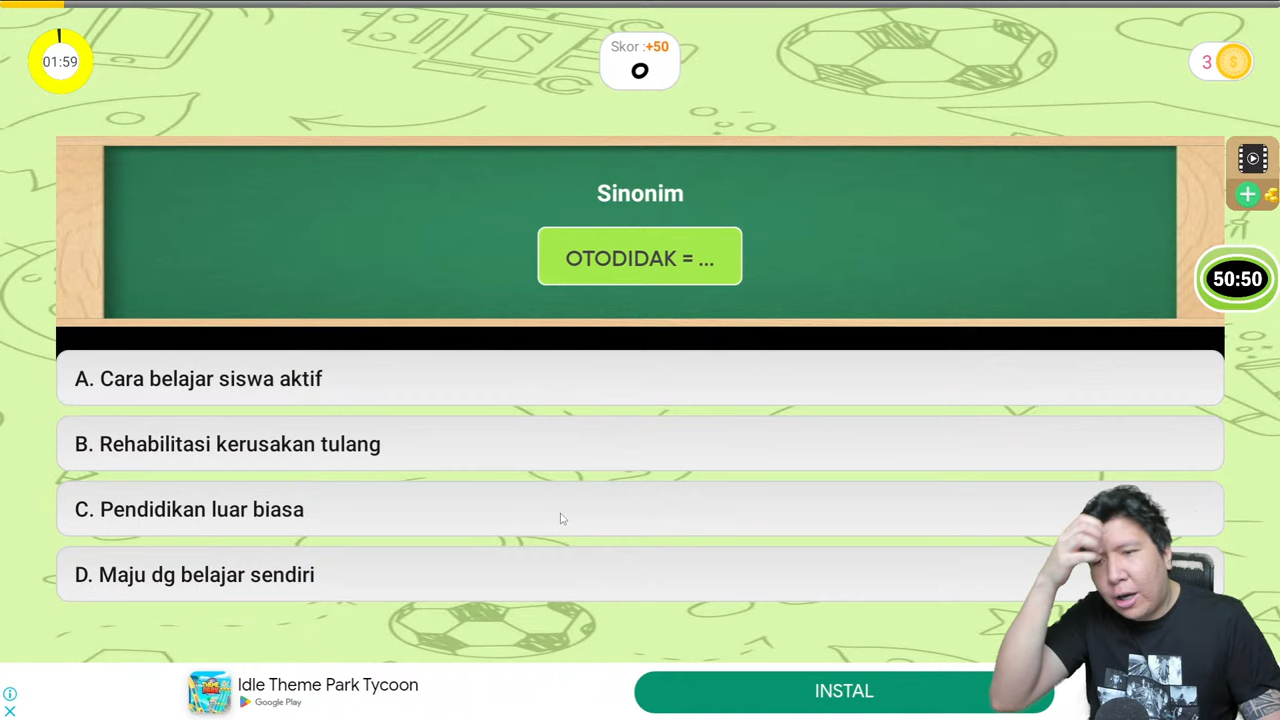 01:59
Skor :+50
0
3
Sinonim
OTODIDAK = ...
50:50
A. Cara belajar siswa aktif
B. Rehabilitasi kerusakan tulang
C. Pendidikan luar biasa
D. Maju dg belajar sendiri
Idle Theme Park Tycoon
Google Play
INSTAL